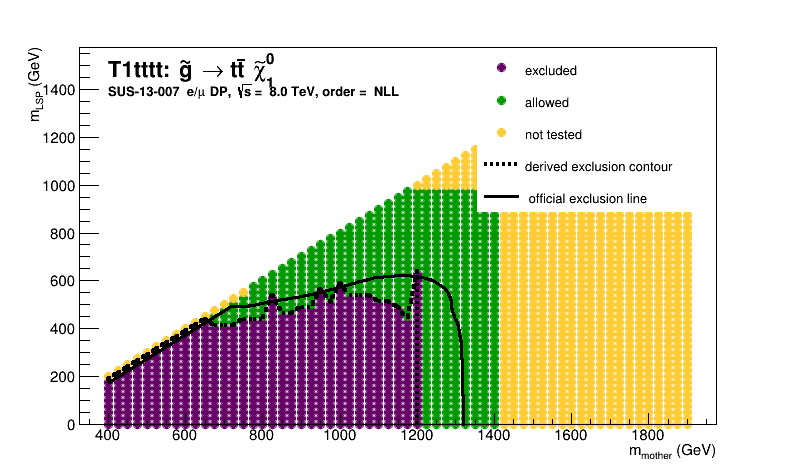 T1tttt: g̃ → tt̄ χ̃⁰₁
SUS-13-007 e/μ DP, √s = 8.0 TeV, order = NLL
excluded
allowed
not tested
derived exclusion contour
official exclusion line
m_LSP (GeV)
1400
1200
1000
800
600
400
200
0
400 600 800 1000 1200 1400 1600 1800
m_mother (GeV)